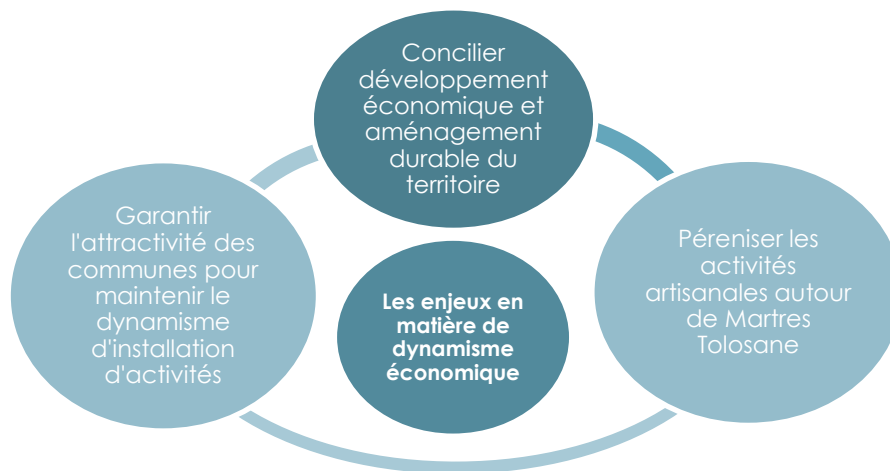 Concilier
développement
économique et
aménagement
durable du
territoire
Garantir
l'attractivité des
communes pour
maintenir le
dynamisme
d'installation
d'activités
Les enjeux en
matière de
dynamisme
économique
Péreniser les
activités
artisanales autour
de Martres
Tolosane